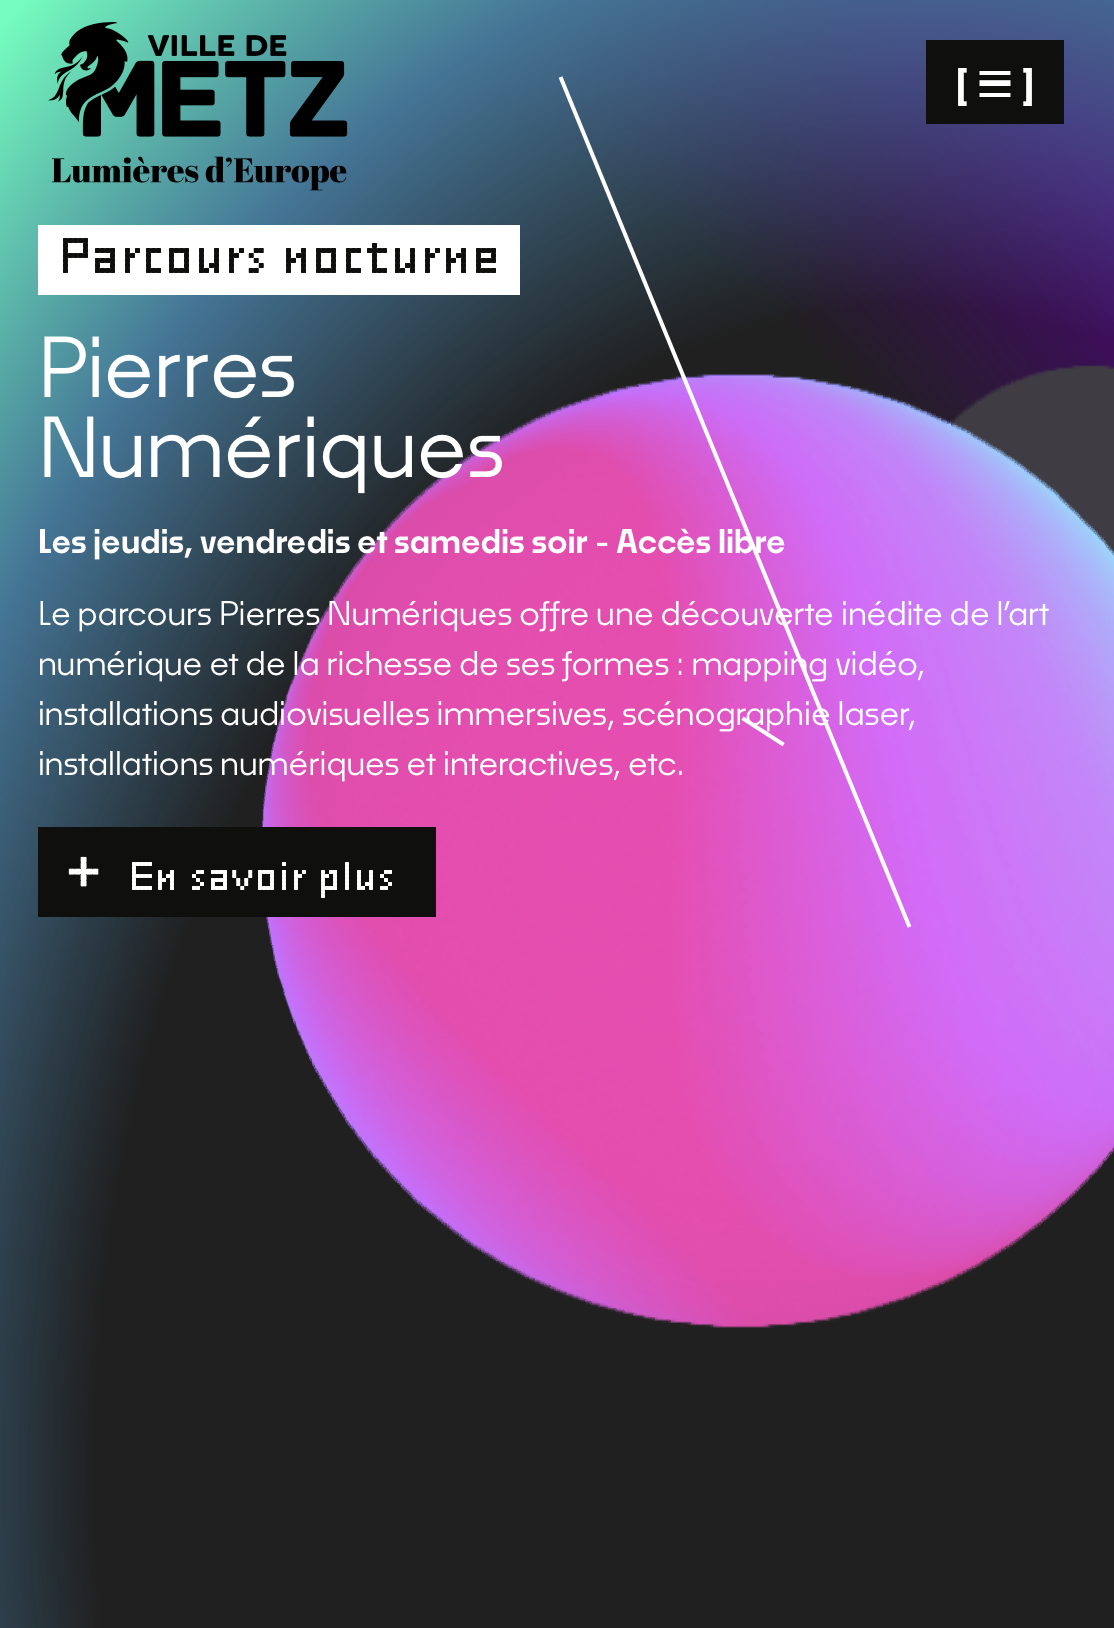 VILLE DE
METZ
Lumières d’Europe
[ ☰ ]
Parcours nocturne
Pierres
Numériques
Les jeudis, vendredis et samedis soir - Accès libre
Le parcours Pierres Numériques offre une découverte inédite de l’art
numérique et de la richesse de ses formes : mapping vidéo,
installations audiovisuelles immersives, scénographie laser,
installations numériques et interactives, etc.
+ En savoir plus